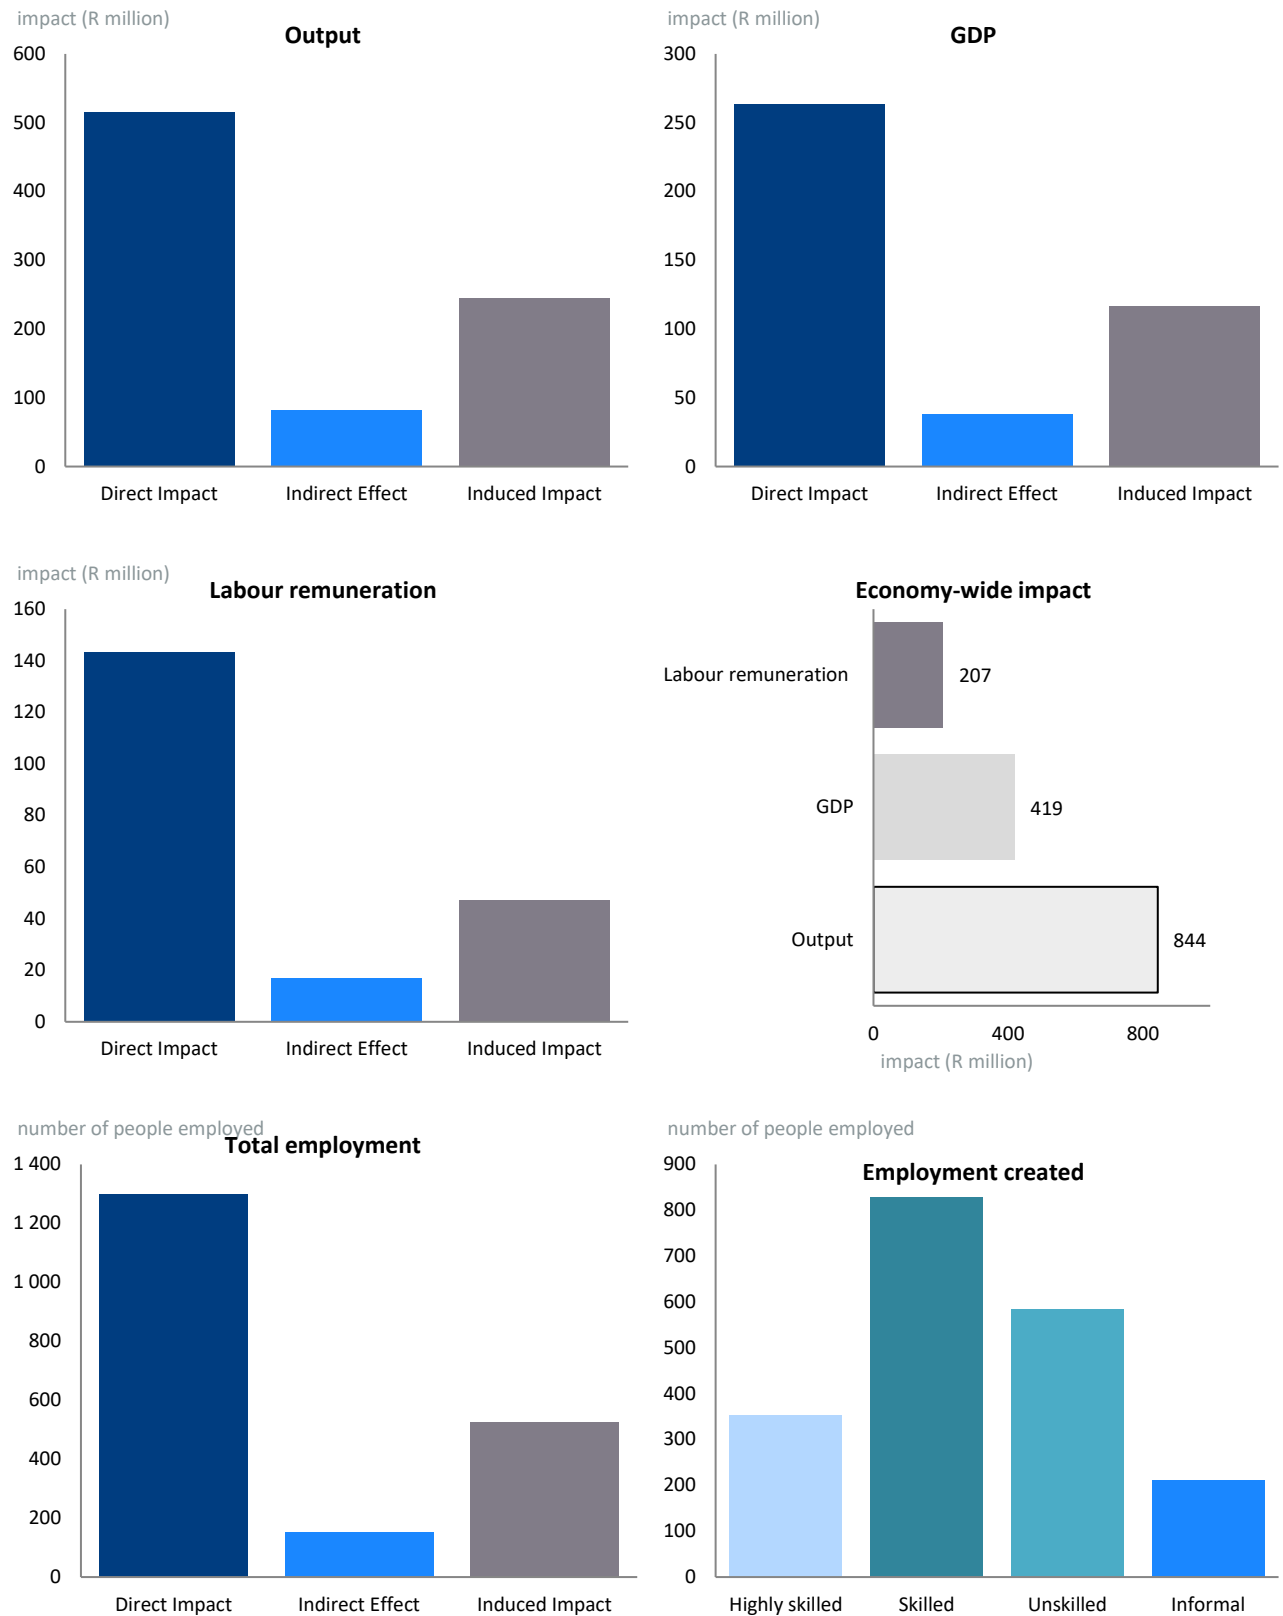 impact (R million)
Output
600
500
400
300
200
100
0
Direct Impact
Indirect Effect
Induced Impact
impact (R million)
GDP
300
250
200
150
100
50
0
Direct Impact
Indirect Effect
Induced Impact
impact (R million)
Labour remuneration
160
140
120
100
80
60
40
20
0
Direct Impact
Indirect Effect
Induced Impact
Economy-wide impact
Labour remuneration
207
GDP
419
Output
844
0
400
800
impact (R million)
number of people employed
Total employment
1 400
1 200
1 000
800
600
400
200
0
Direct Impact
Indirect Effect
Induced Impact
number of people employed
Employment created
900
800
700
600
500
400
300
200
100
0
Highly skilled
Skilled
Unskilled
Informal